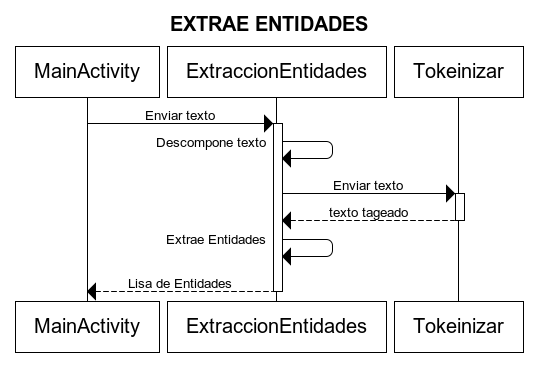 EXTRAE ENTIDADES
MainActivity
ExtraccionEntidades
Tokeinizar
Enviar texto
Descompone texto
Enviar texto
texto tageado
Extrae Entidades
Lisa de Entidades
MainActivity
ExtraccionEntidades
Tokeinizar